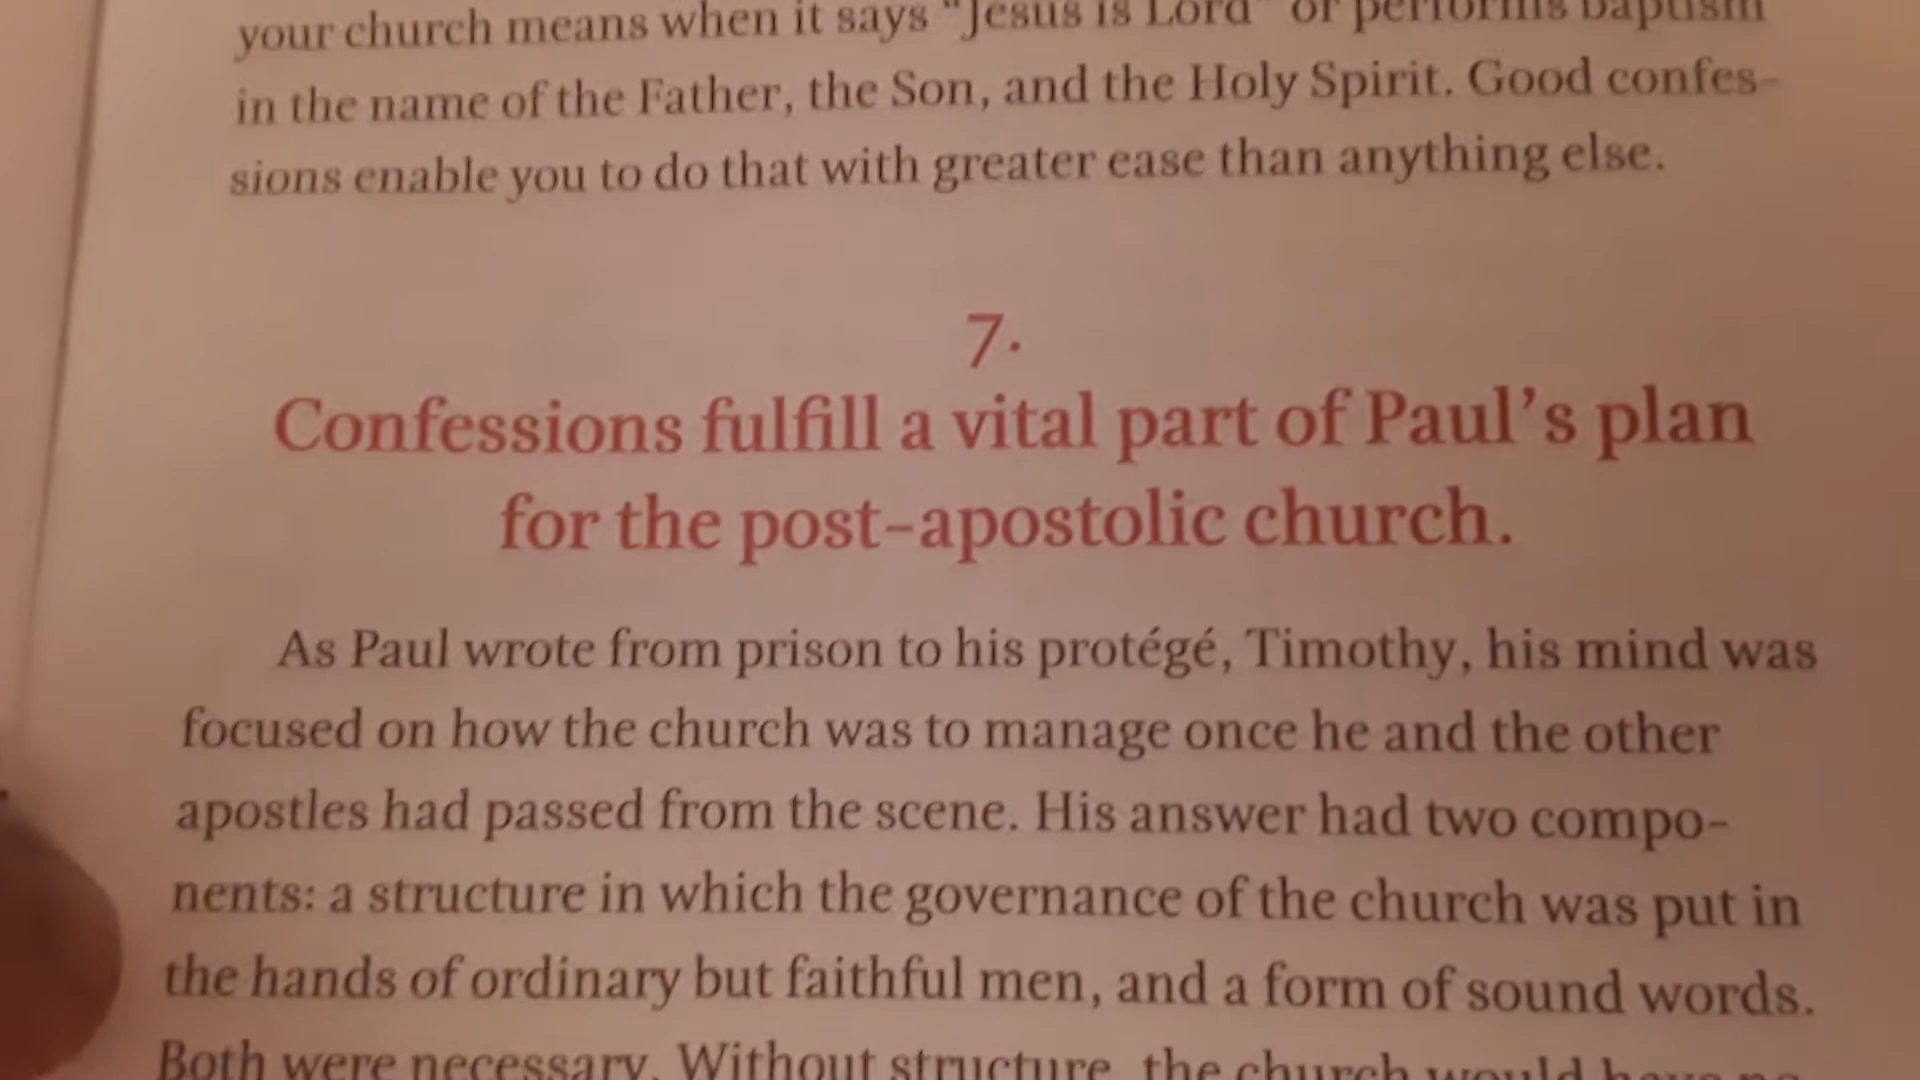 your church means when it says "Jesus is Lord" or performs baptism
in the name of the Father, the Son, and the Holy Spirit. Good confes-
sions enable you to do that with greater ease than anything else.
7.
Confessions fulfill a vital part of Paul's plan
for the post-apostolic church.
As Paul wrote from prison to his protégé, Timothy, his mind was
focused on how the church was to manage once he and the other
apostles had passed from the scene. His answer had two compo-
nents: a structure in which the governance of the church was put in
the hands of ordinary but faithful men, and a form of sound words.
Both were necessary. Without structure, the church would have no